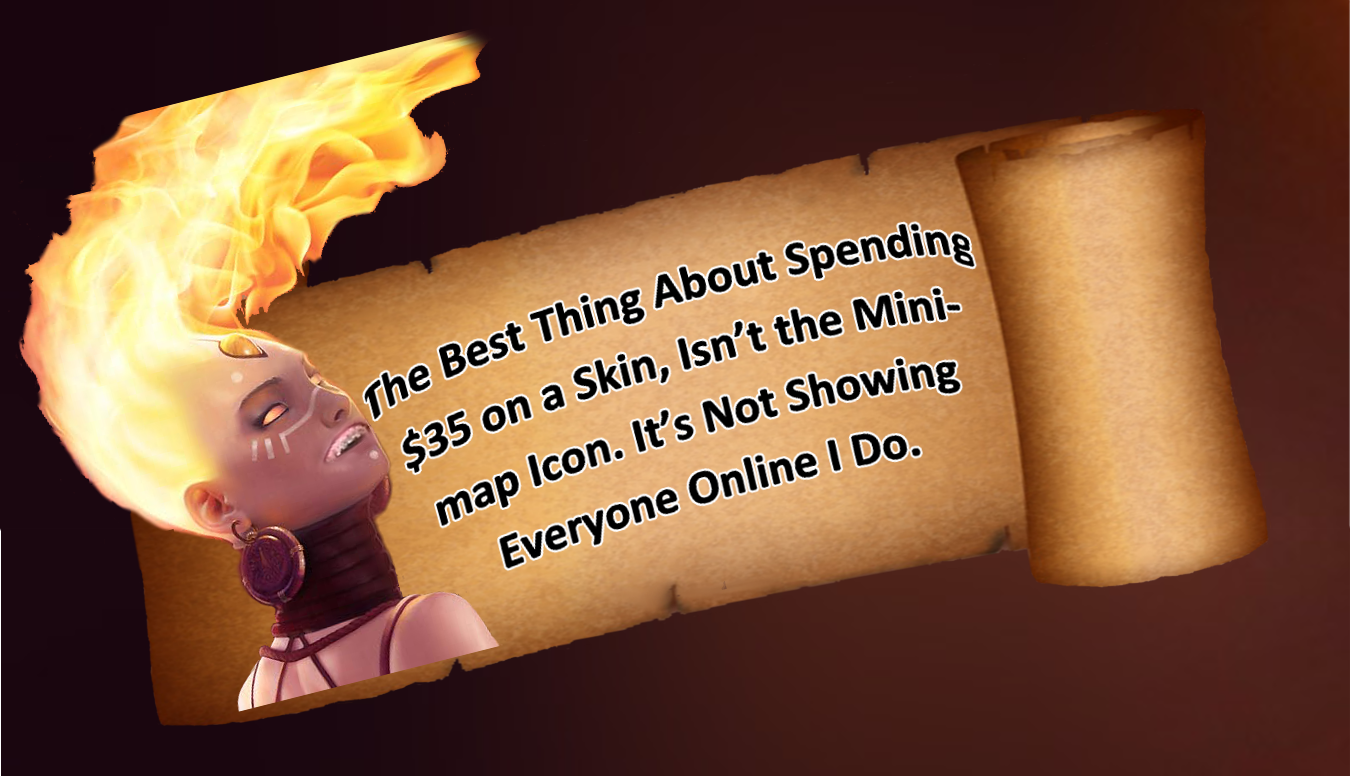 The Best Thing About Spending
$35 on a Skin, Isn’t the Mini-
map Icon. It’s Not Showing
Everyone Online I Do.